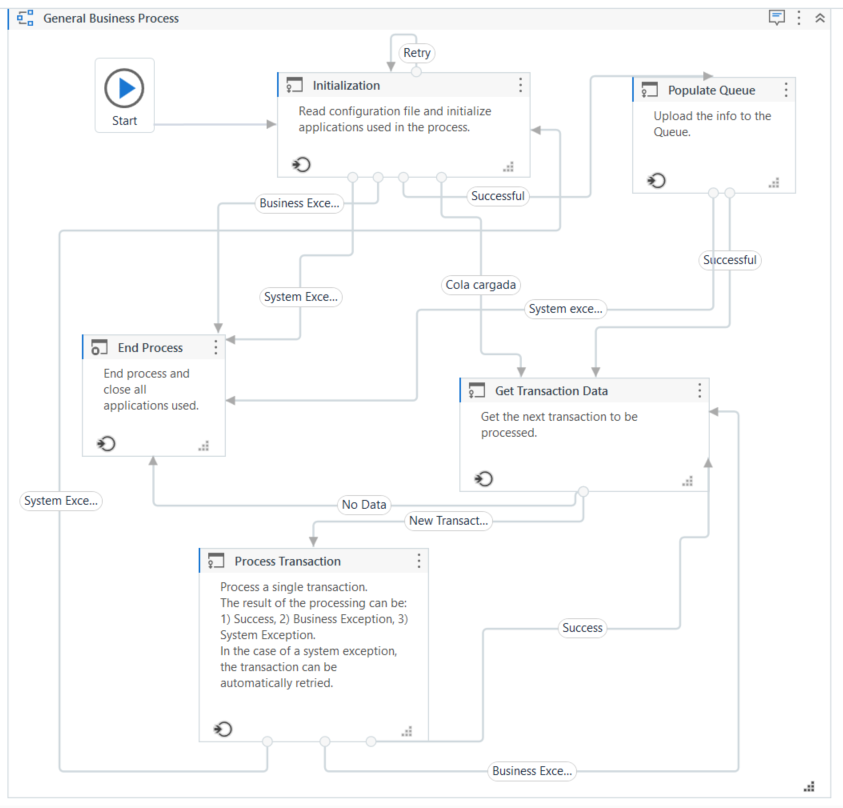 General Business Process
Retry
Start
Initialization
Read configuration file and initialize
applications used in the process.
Populate Queue
Upload the info to the
Queue.
Business Exce...
Successful
System Exce...
Cola cargada
Successful
System exce...
End Process
End process and
close all
applications used.
Get Transaction Data
Get the next transaction to be
processed.
System Exce...
No Data
New Transact...
Process Transaction
Process a single transaction.
The result of the processing can be:
1) Success, 2) Business Exception, 3)
System Exception.
In the case of a system exception,
the transaction can be
automatically retried.
Success
Business Exce...